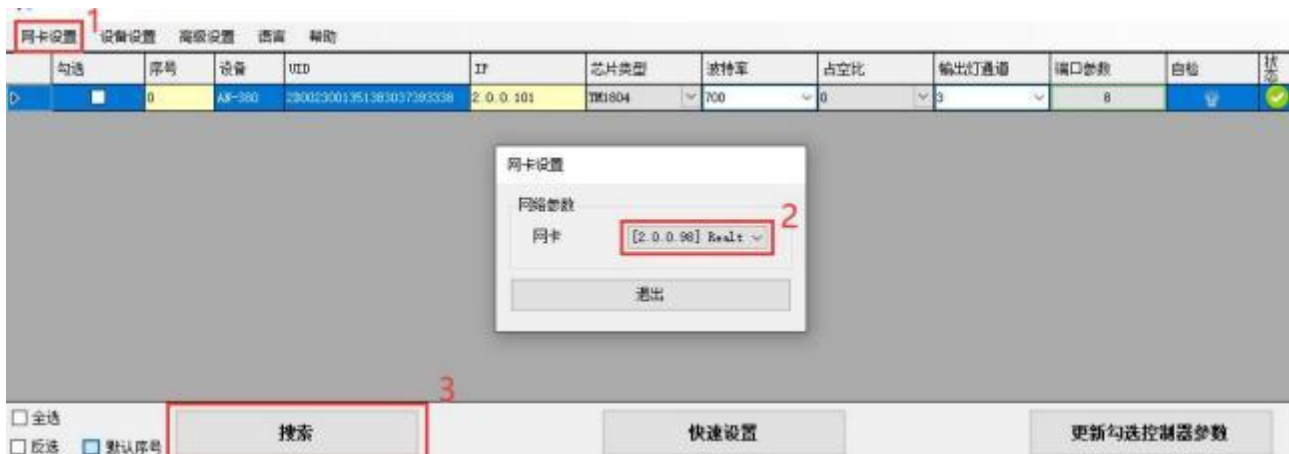 1
网卡设置 设备设置 高级设置 语言 帮助
勾选 序号 设备 UID IP 芯片类型 波特率 占空比 输出灯通道 端口参数 自检 状态
0 2.0.0.101 TM1804 700 0 3 8
网卡设置
网络参数
2
网卡 [2.0.0.98] Realt
退出
3
全选
搜索 快速设置 更新勾选控制器参数
反选 默认序号